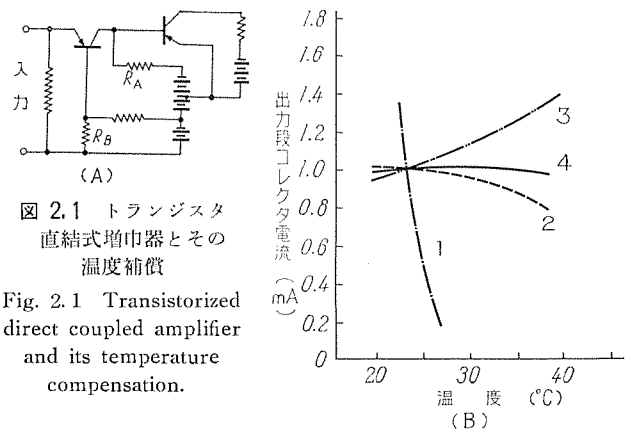 入
力
R_A
R_B
(A)
図 2.1 トランジスタ
直結式増巾器とその
温度補償
Fig. 2.1 Transistorized
direct coupled amplifier
and its temperature
compensation.
出力段コレクタ電流(mA)
1.8
1.6
1.4
1.2
1.0
0.8
0.6
0.4
0.2
0
3
4
2
1
20 30 40
温 度 (°C)
(B)